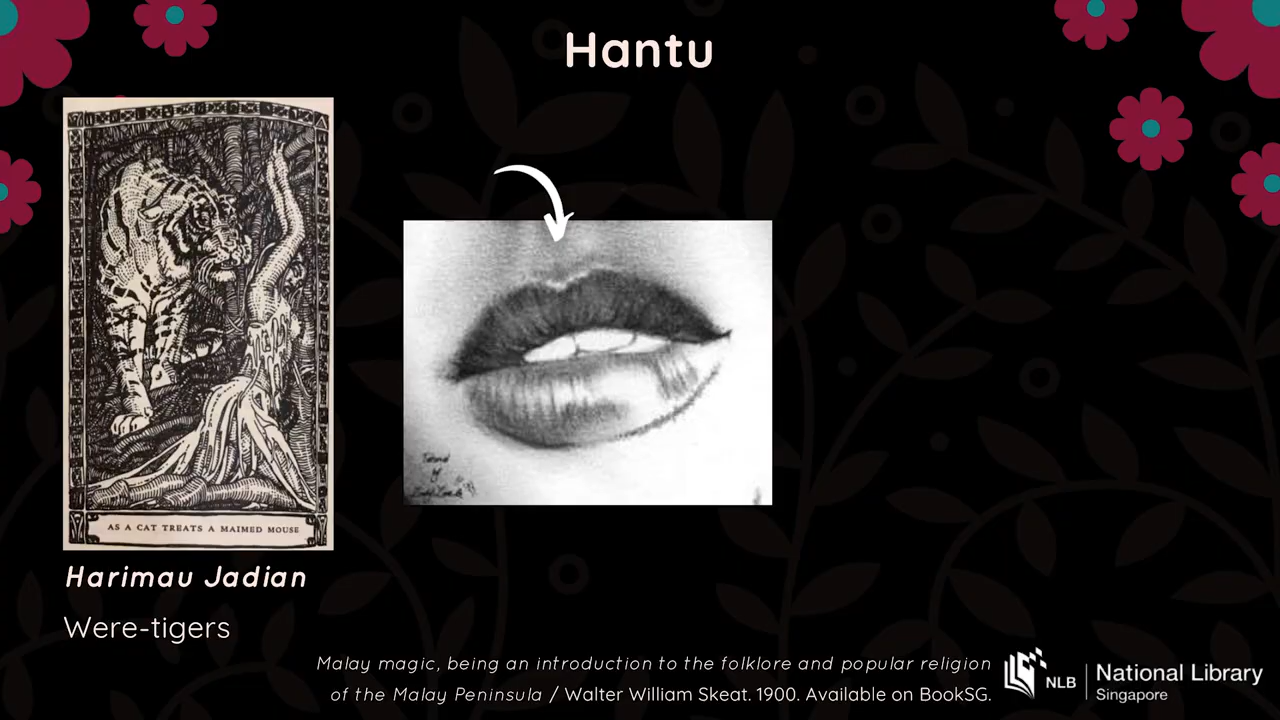 Hantu
AS A CAT TREATS A MAIMED MOUSE
Harimau Jadian
Were-tigers
Malay magic, being an introduction to the folklore and popular religion
of the Malay Peninsula / Walter William Skeat. 1900. Available on BookSG.
NLB
National Library
Singapore